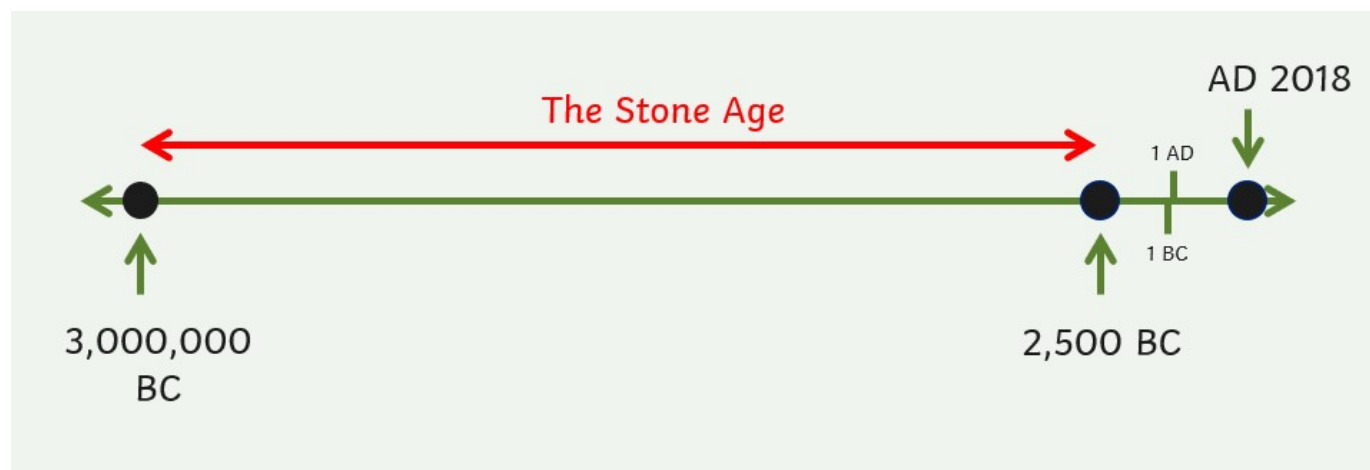 AD 2018
The Stone Age
1 AD
1 BC
3,000,000
BC
2,500 BC